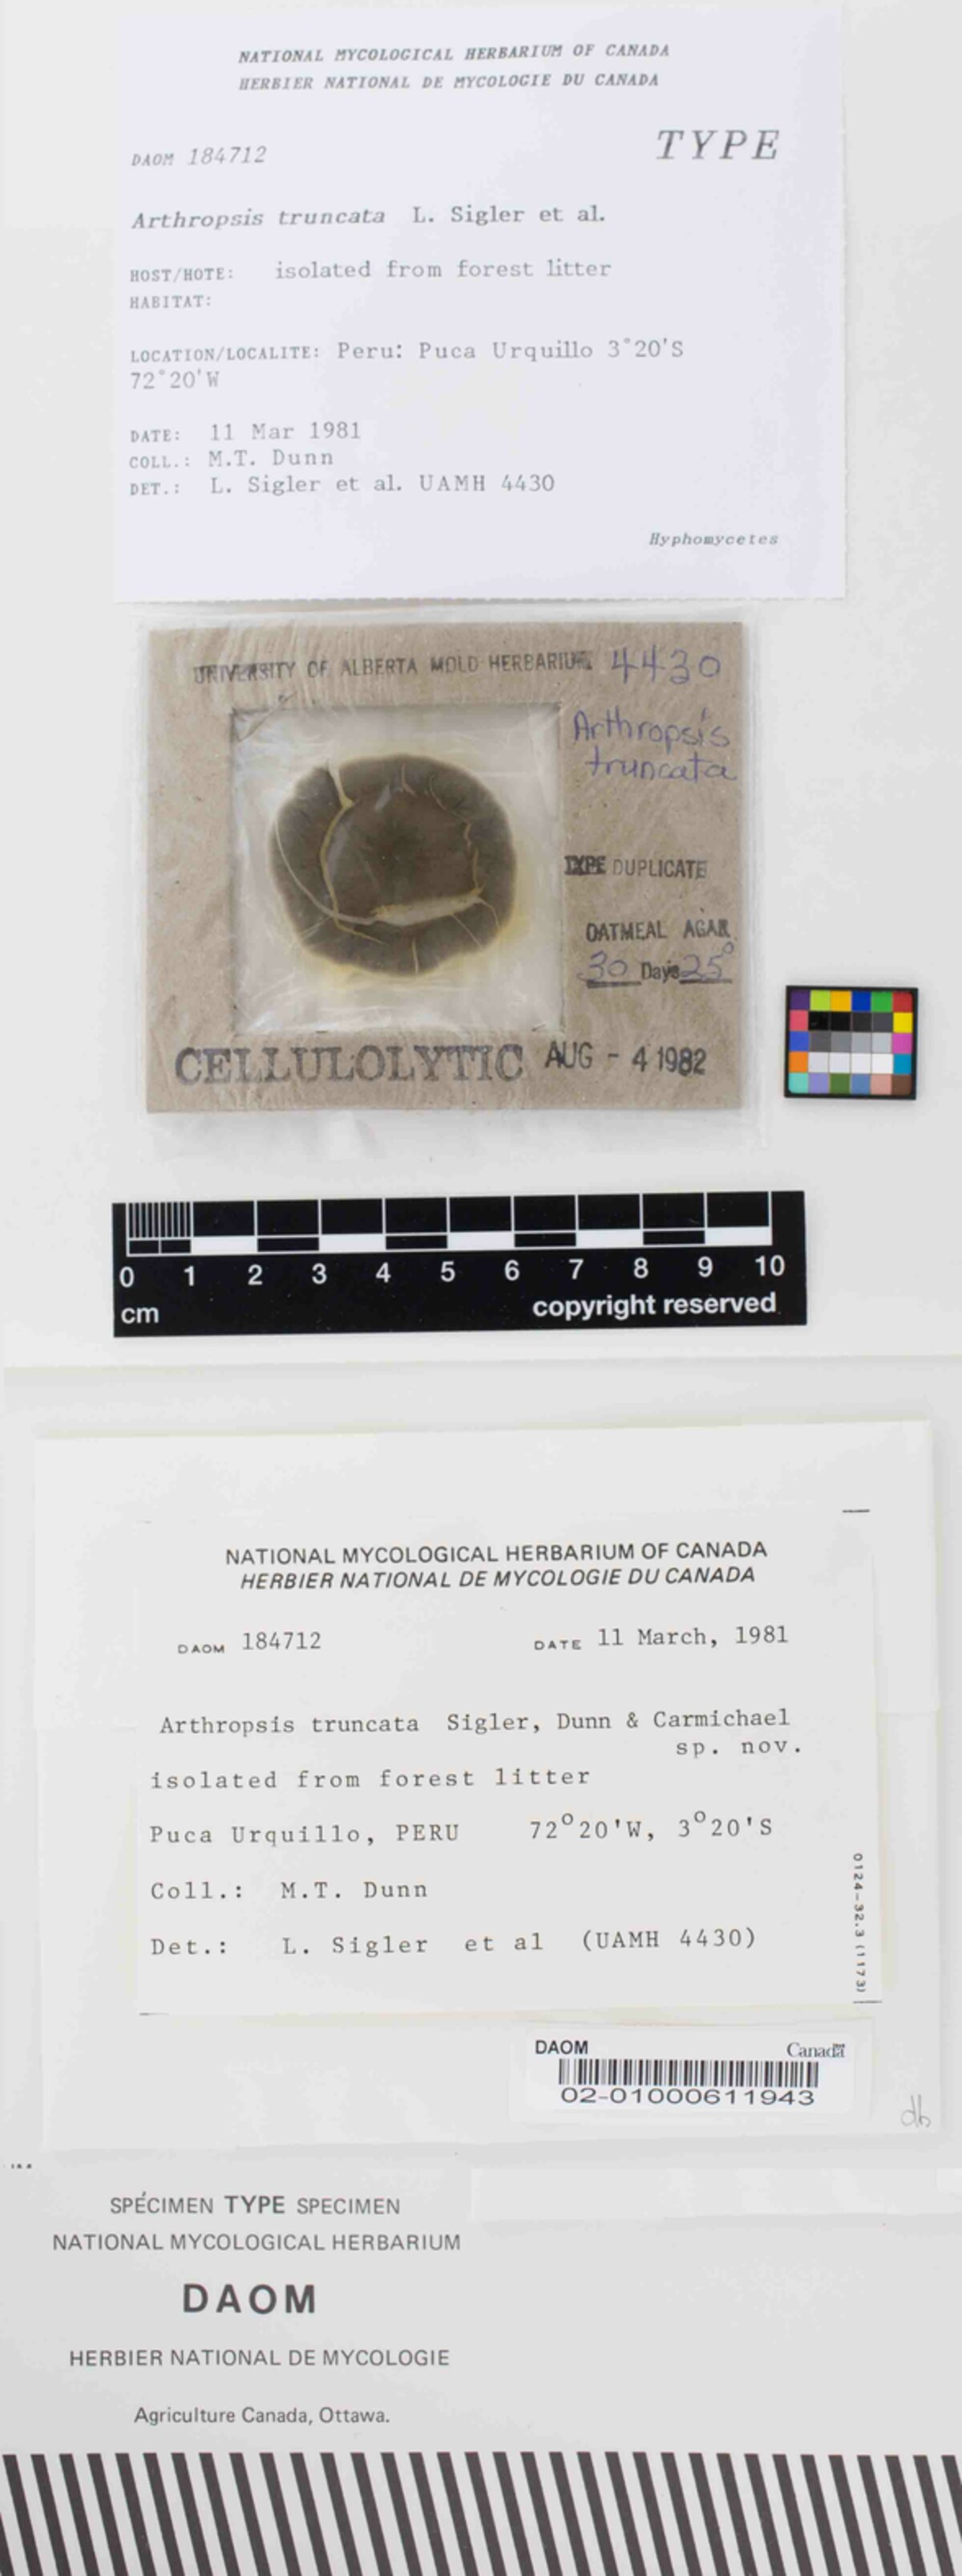 NATIONAL MYCOLOGICAL HERBARIUM OF CANADA
HERBIER NATIONAL DE MYCOLOGIE DU CANADA
DAOM 184712
TYPE
Arthropsis truncata L. Sigler et al.
HOST/HOTE: isolated from forest litter
HABITAT:
LOCATION/LOCALITE: Peru: Puca Urquillo 3°20'S
72°20'W
DATE: 11 Mar 1981
COLL.: M.T. Dunn
DET.: L. Sigler et al. UAMH 4430
Hyphomycetes
UNIVERSITY OF ALBERTA MOLD HERBARIUM 4430
Arthropsis
truncata
TYPE DUPLICATE
OATMEAL AGAR
30 Days 25°
CELLULOLYTIC AUG - 4 1982
0 1 2 3 4 5 6 7 8 9 10
cm copyright reserved
NATIONAL MYCOLOGICAL HERBARIUM OF CANADA
HERBIER NATIONAL DE MYCOLOGIE DU CANADA
DAOM 184712 DATE 11 March, 1981
Arthropsis truncata Sigler, Dunn & Carmichael
sp. nov.
isolated from forest litter
Puca Urquillo, PERU 72°20'W, 3°20'S
Coll.: M.T. Dunn
Det.: L. Sigler et al (UAMH 4430)
0124-32.3 (1173)
DAOM Canada
02-01000611943
db
SPÉCIMEN TYPE SPECIMEN
NATIONAL MYCOLOGICAL HERBARIUM
DAOM
HERBIER NATIONAL DE MYCOLOGIE
Agriculture Canada, Ottawa.